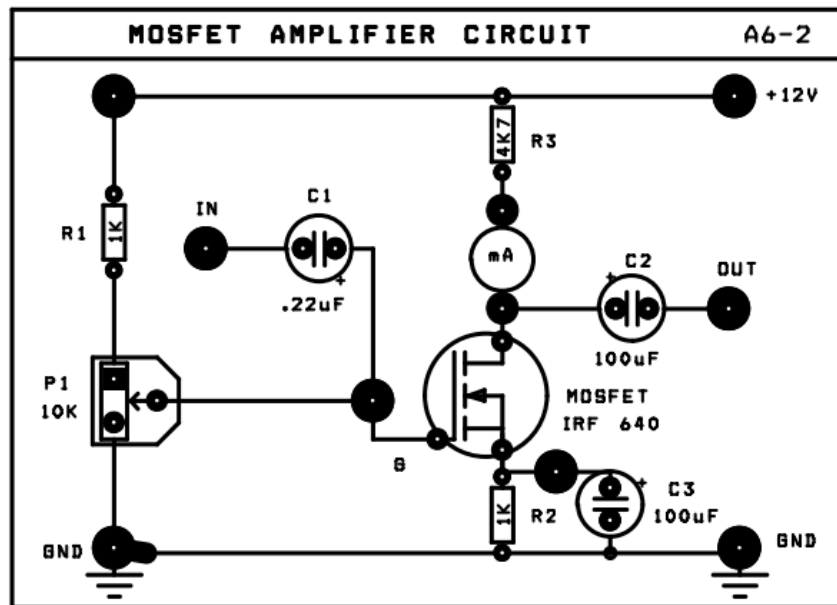 MOSFET AMPLIFIER CIRCUIT A6-2
+12V
4K7
R3
IN
C1
R1
1K
+
mA
+
C2
OUT
.22uF
100uF
P1
10K
MOSFET
IRF 640
G
+
C3
100uF
1K
R2
GND
GND